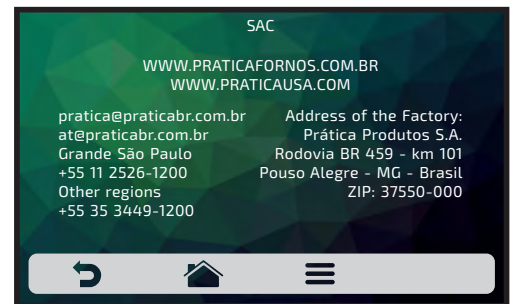 SAC
WWW.PRATICAFORNOS.COM.BR
WWW.PRATICAUSA.COM
pratica@praticabr.com.br
at@praticabr.com.br
Grande São Paulo
+55 11 2526-1200
Other regions
+55 35 3449-1200
Address of the Factory:
Prática Produtos S.A.
Rodovia BR 459 - km 101
Pouso Alegre - MG - Brasil
ZIP: 37550-000